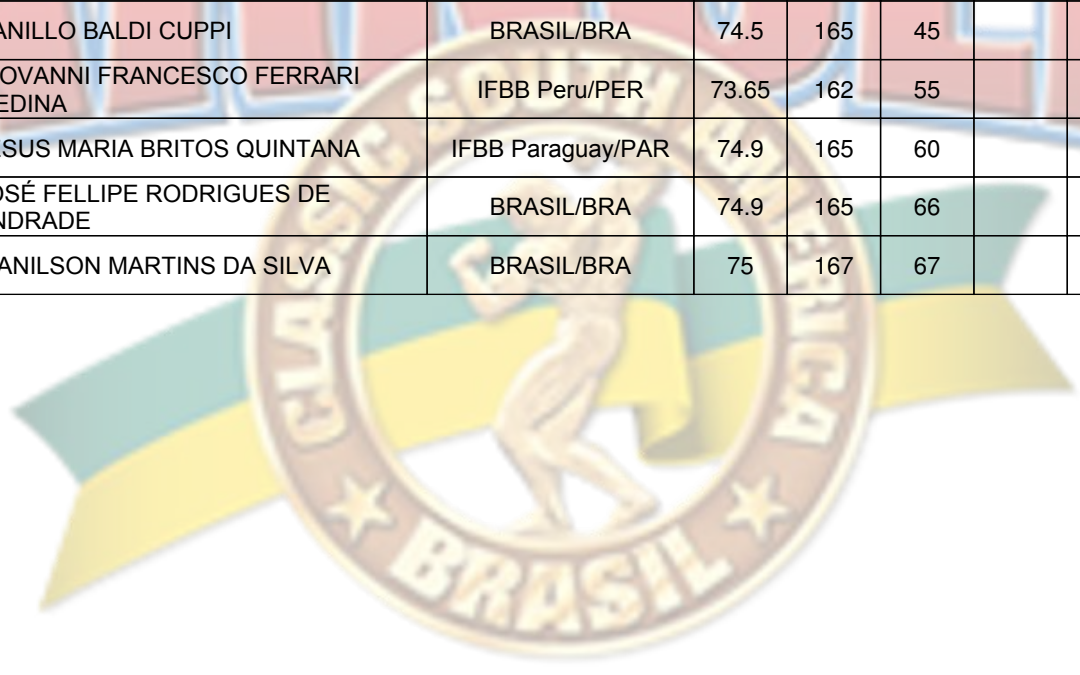 ANILLO BALDI CUPPI BRASIL/BRA 74.5 165 45
OVANNI FRANCESCO FERRARI
EDINA IFBB Peru/PER 73.65 162 55
SUS MARIA BRITOS QUINTANA IFBB Paraguay/PAR 74.9 165 60
OSÉ FELLIPE RODRIGUES DE
NDRADE BRASIL/BRA 74.9 165 66
ANILSON MARTINS DA SILVA BRASIL/BRA 75 167 67
CLASSIC SOUTH AMERICA
BRASIL